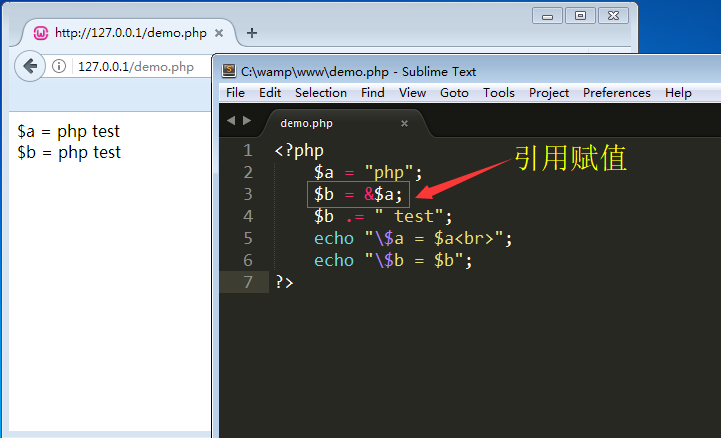 http://127.0.0.1/demo.php
127.0.0.1/demo.php
$a = php test
$b = php test
C:\wamp\www\demo.php - Sublime Text
File Edit Selection Find View Goto Tools Project Preferences Help
demo.php
1 <?php
2 $a = "php";
3 $b = &$a;
4 $b .= " test";
5 echo "\$a = $a<br>";
6 echo "\$b = $b";
7 ?>
引用赋值